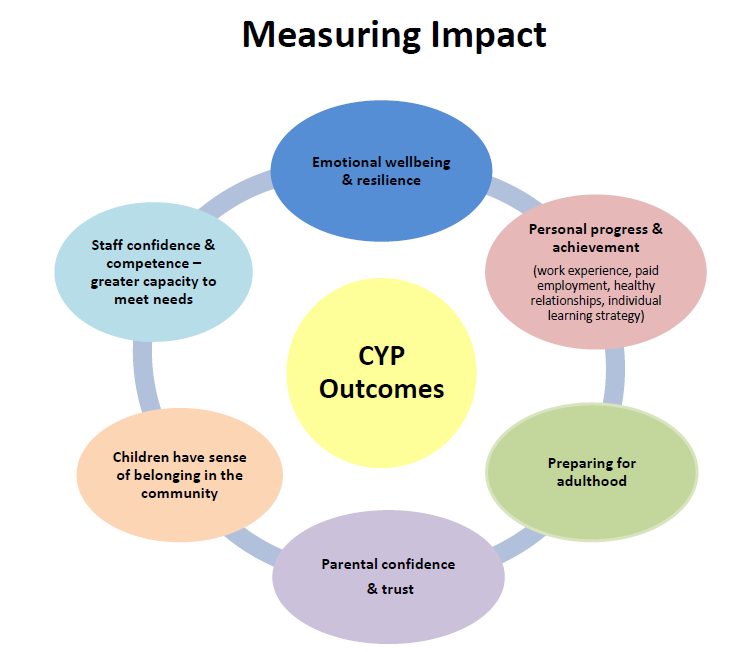 Measuring Impact
Emotional wellbeing
& resilience
Personal progress &
achievement
(work experience, paid
employment, healthy
relationships, individual
learning strategy)
Preparing for
adulthood
Parental confidence
& trust
Children have sense
of belonging in the
community
Staff confidence &
competence –
greater capacity to
meet needs
CYP
Outcomes